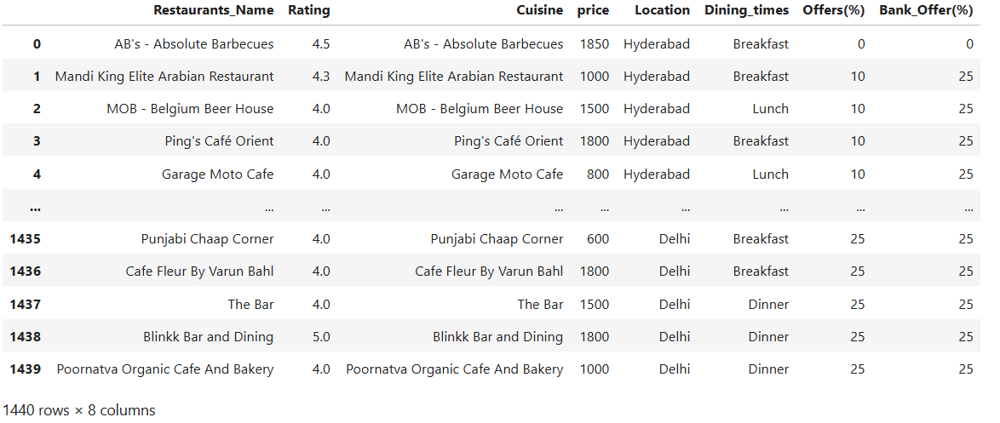 Restaurants_Name Rating Cuisine price Location Dining_times Offers(%) Bank_Offer(%)
0 AB's - Absolute Barbecues 4.5 AB's - Absolute Barbecues 1850 Hyderabad Breakfast 0 0
1 Mandi King Elite Arabian Restaurant 4.3 Mandi King Elite Arabian Restaurant 1000 Hyderabad Breakfast 10 25
2 MOB - Belgium Beer House 4.0 MOB - Belgium Beer House 1500 Hyderabad Lunch 10 25
3 Ping's Café Orient 4.0 Ping's Café Orient 1800 Hyderabad Breakfast 10 25
4 Garage Moto Cafe 4.0 Garage Moto Cafe 800 Hyderabad Lunch 10 25
... ... ... ... ... ... ... ... ...
1435 Punjabi Chaap Corner 4.0 Punjabi Chaap Corner 600 Delhi Breakfast 25 25
1436 Cafe Fleur By Varun Bahl 4.0 Cafe Fleur By Varun Bahl 1800 Delhi Breakfast 25 25
1437 The Bar 4.0 The Bar 1500 Delhi Dinner 25 25
1438 Blinkk Bar and Dining 5.0 Blinkk Bar and Dining 1800 Delhi Dinner 25 25
1439 Poornatva Organic Cafe And Bakery 4.0 Poornatva Organic Cafe And Bakery 1000 Delhi Dinner 25 25
1440 rows × 8 columns